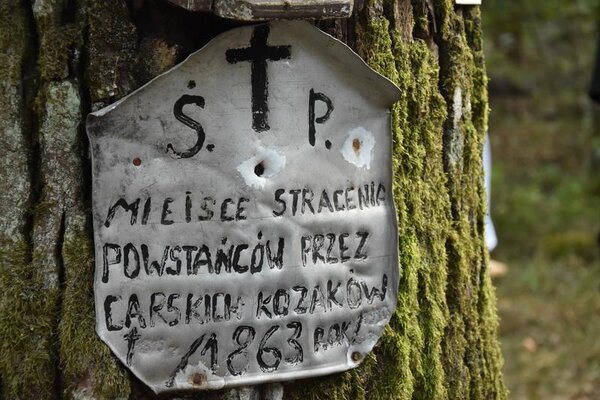 Ś. † P.
MIEJSCE STRACENIA
POWSTAŃCÓW PRZEZ
CARSKICH KOZAKÓW
† 1863 ROK!